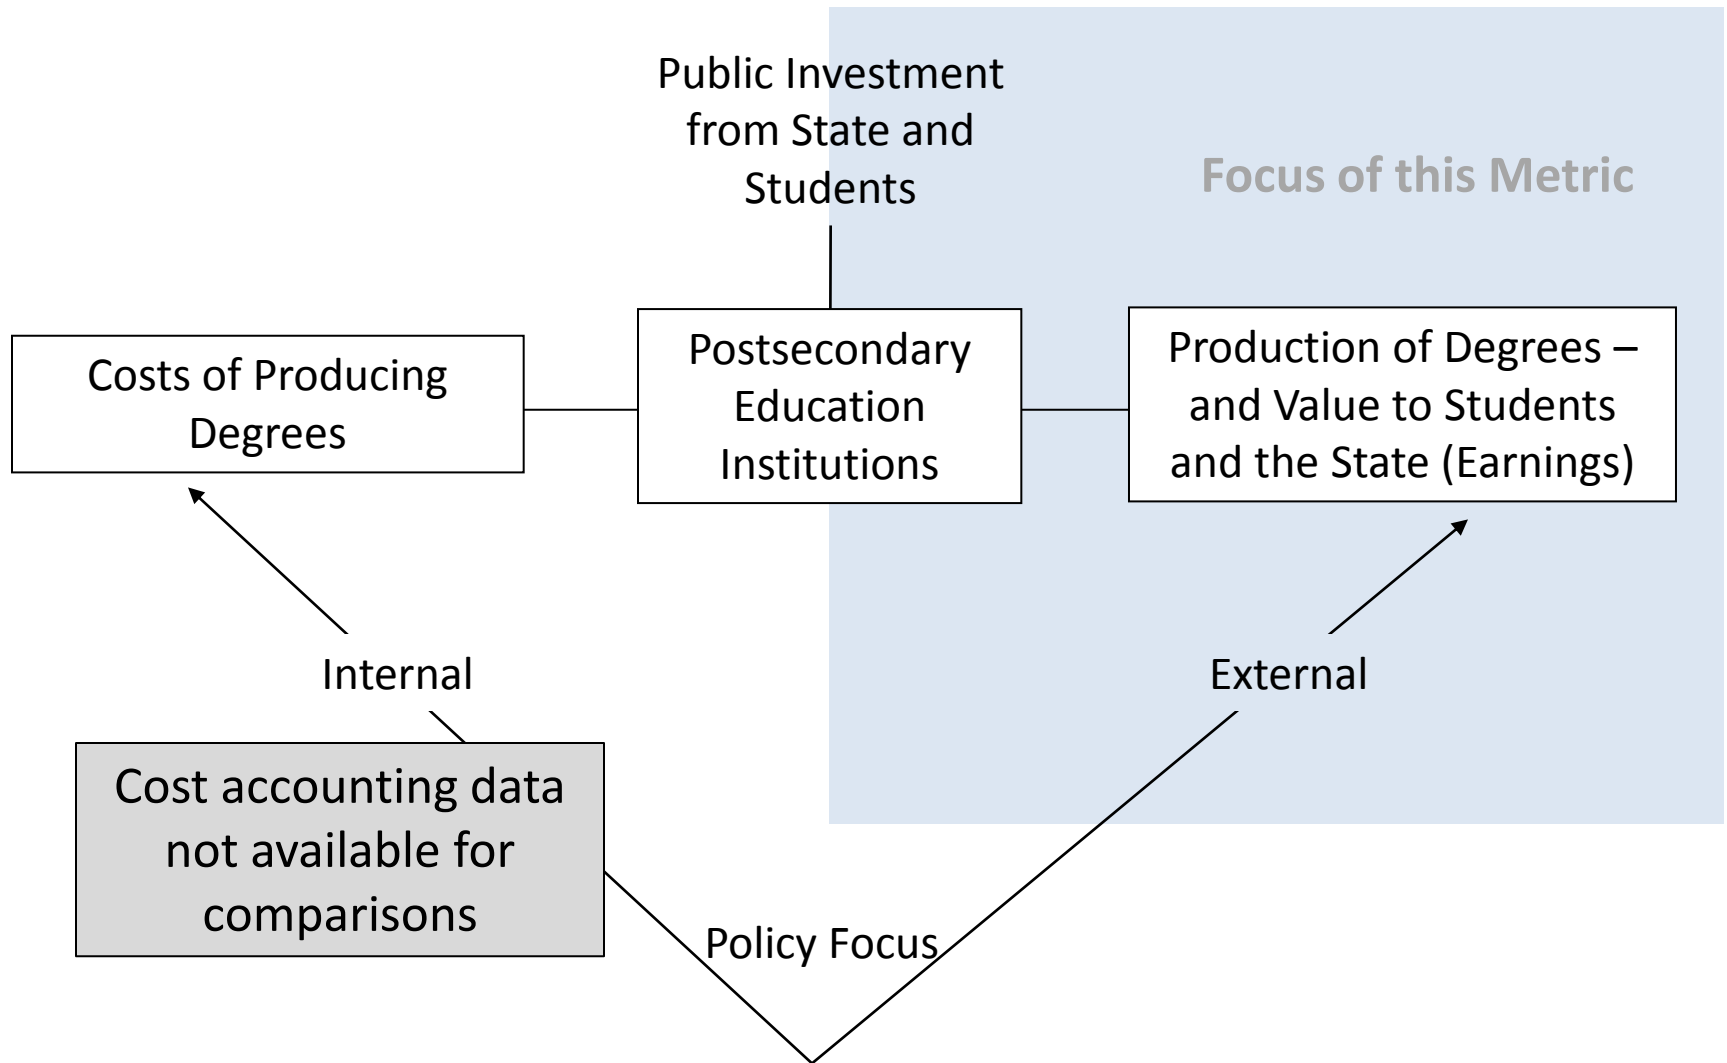 Public Investment
from State and
Students
Focus of this Metric
Costs of Producing
Degrees
Postsecondary
Education
Institutions
Production of Degrees –
and Value to Students
and the State (Earnings)
Internal
External
Cost accounting data
not available for
comparisons
Policy Focus